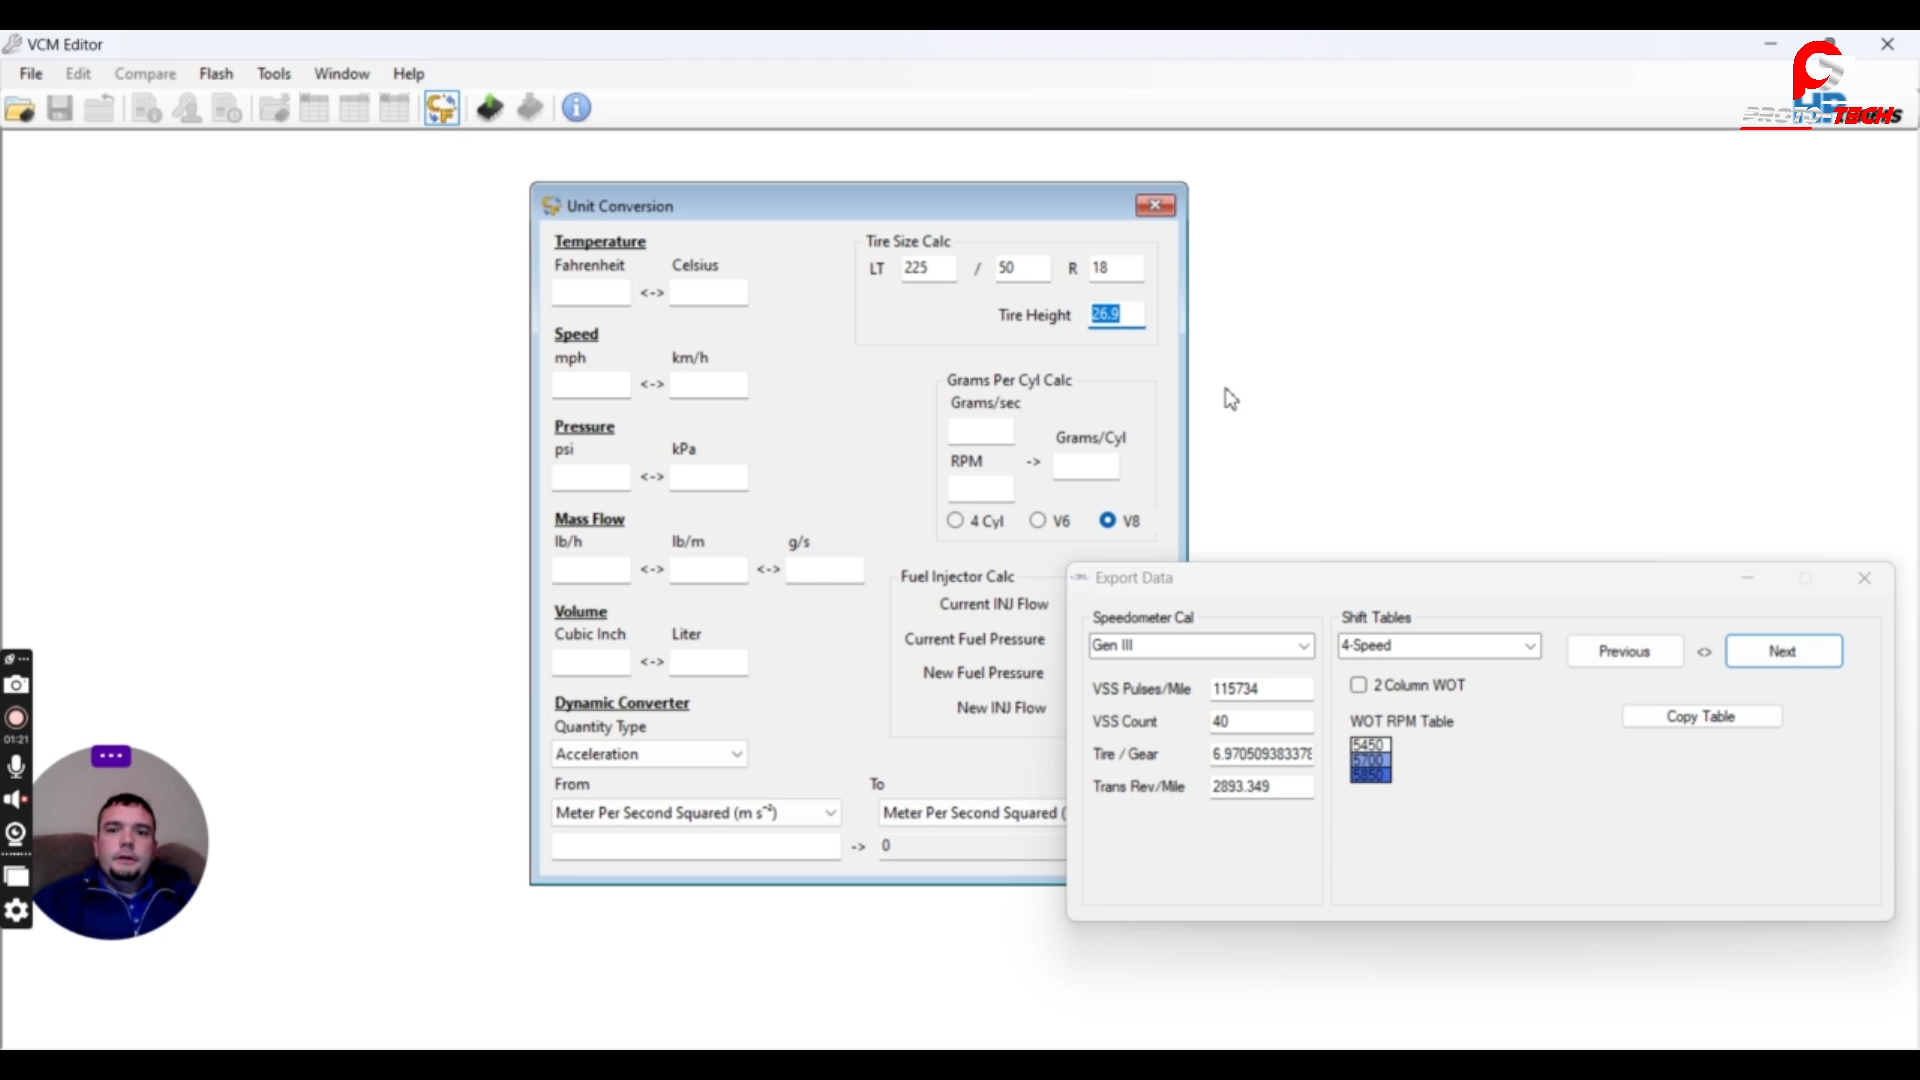 VCM Editor
File Edit Compare Flash Tools Window Help
PROTO-TECHS
Unit Conversion
Temperature
Fahrenheit Celsius
<->
Speed
mph km/h
<->
Pressure
psi kPa
<->
Mass Flow
lb/h lb/m g/s
<-> <->
Volume
Cubic Inch Liter
<->
Dynamic Converter
Quantity Type
Acceleration
From To
Meter Per Second Squared (m s⁻²) Meter Per Second Squared (
-> 0
Tire Size Calc
LT 225 / 50 R 18
Tire Height 26.9
Grams Per Cyl Calc
Grams/sec
Grams/Cyl
RPM ->
4 Cyl V6 V8
Fuel Injector Calc
Current INJ Flow
Current Fuel Pressure
New Fuel Pressure
New INJ Flow
Export Data
Speedometer Cal
Gen III
VSS Pulses/Mile 115734
VSS Count 40
Tire / Gear 6.970509383378
Trans Rev/Mile 2893.349
Shift Tables
4-Speed
Previous <> Next
2 Column WOT
Copy Table
WOT RPM Table
5450
5700
5850
01:21